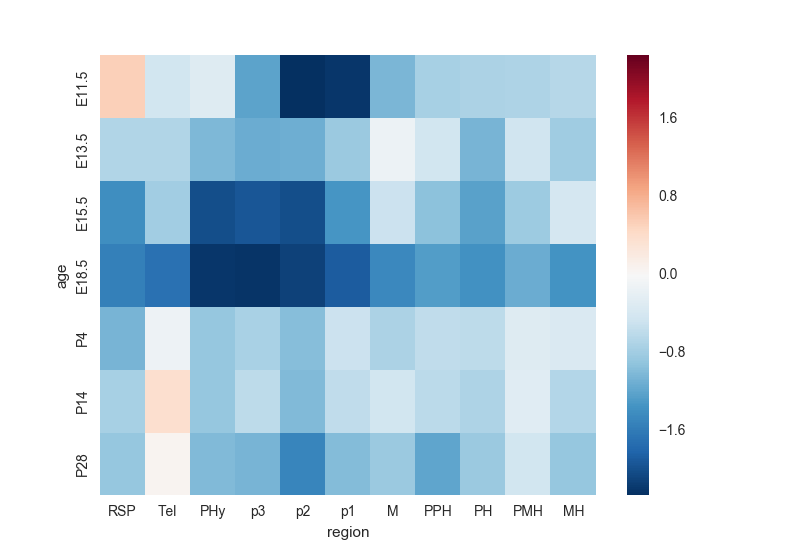 E11.5
E13.5
E15.5
E18.5
P4
P14
P28
age
RSP Tel PHy p3 p2 p1 M PPH PH PMH MH
region
1.6
0.8
0.0
−0.8
−1.6